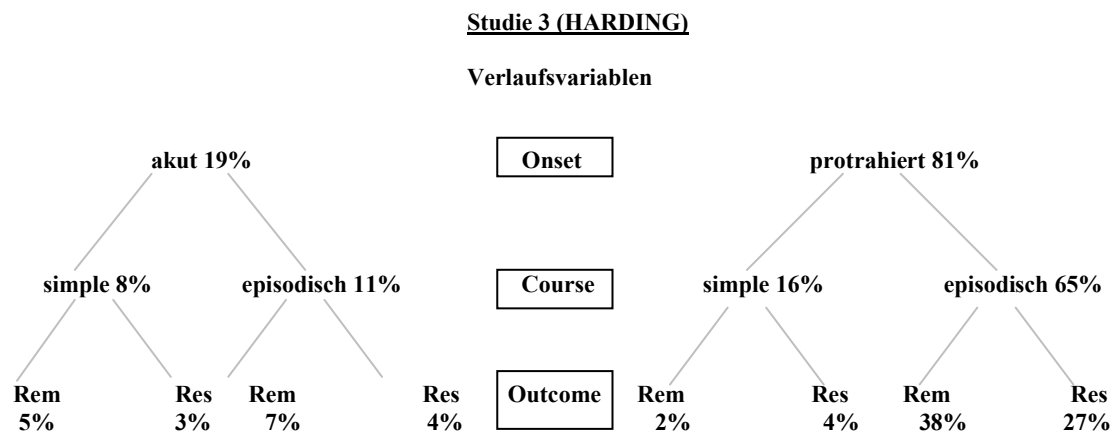 Studie 3 (HARDING)
Verlaufsvariablen
akut 19% Onset protrahiert 81%
simple 8% episodisch 11% Course simple 16% episodisch 65%
Rem Res Rem Res Outcome Rem Res Rem Res
5% 3% 7% 4% 2% 4% 38% 27%